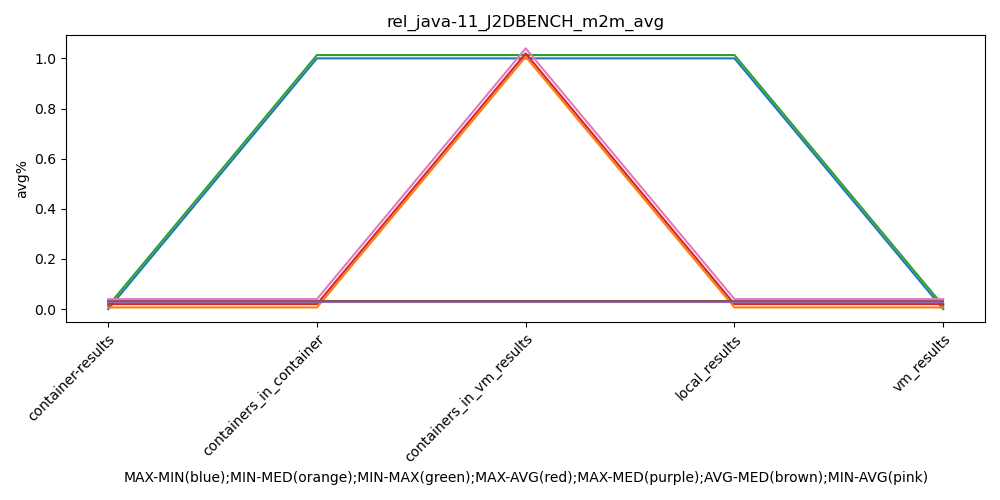 rel_java-11_J2DBENCH_m2m_avg
avg%
1.0
0.8
0.6
0.4
0.2
0.0
container-results
containers_in_container
containers_in_vm_results
local_results
vm_results
MAX-MIN(blue);MIN-MED(orange);MIN-MAX(green);MAX-AVG(red);MAX-MED(purple);AVG-MED(brown);MIN-AVG(pink)